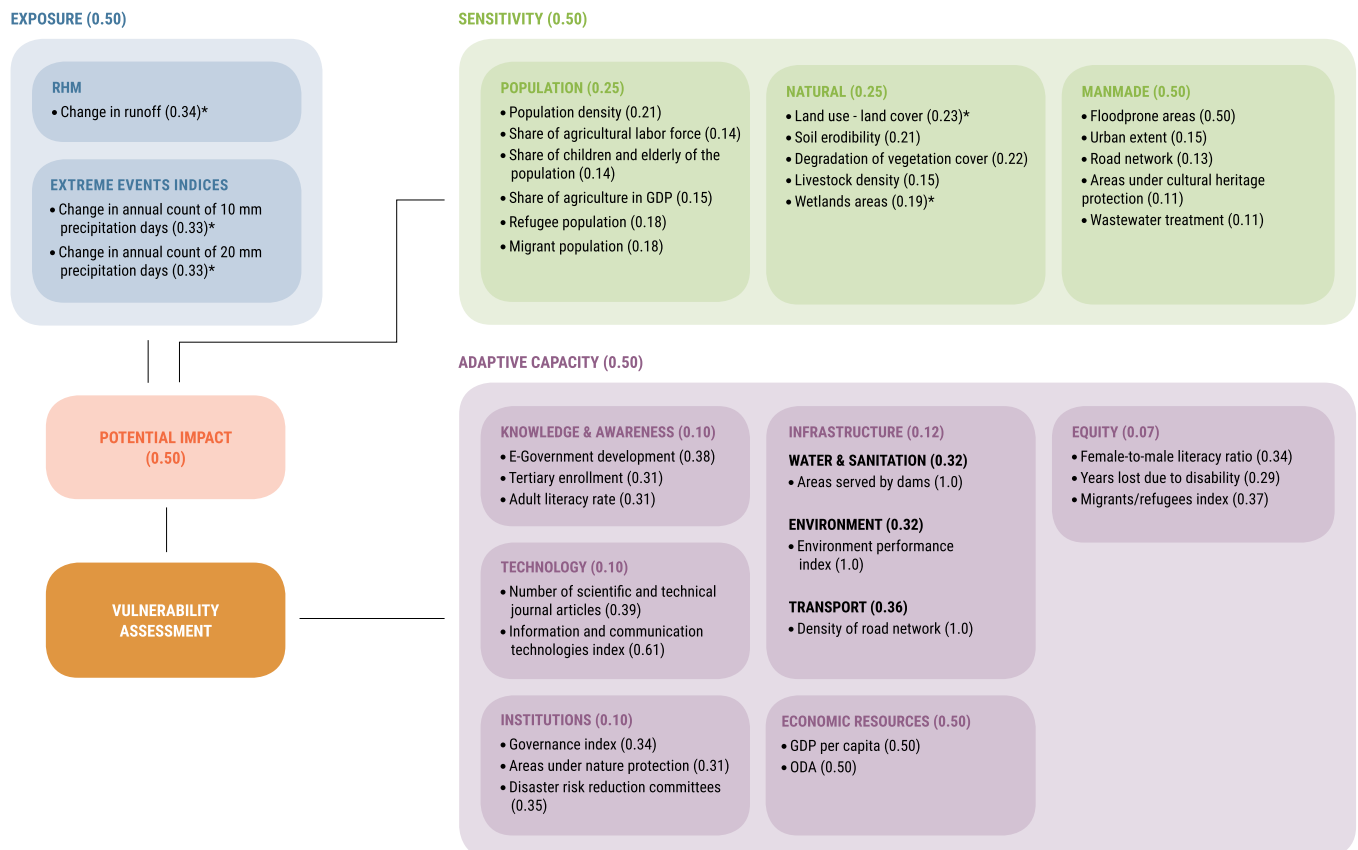 EXPOSURE (0.50)
RHM
• Change in runoff (0.34)*
EXTREME EVENTS INDICES
• Change in annual count of 10 mm
precipitation days (0.33)*
• Change in annual count of 20 mm
precipitation days (0.33)*
SENSITIVITY (0.50)
POPULATION (0.25)
• Population density (0.21)
• Share of agricultural labor force (0.14)
• Share of children and elderly of the
population (0.14)
• Share of agriculture in GDP (0.15)
• Refugee population (0.18)
• Migrant population (0.18)
NATURAL (0.25)
• Land use - land cover (0.23)*
• Soil erodibility (0.21)
• Degradation of vegetation cover (0.22)
• Livestock density (0.15)
• Wetlands areas (0.19)*
MANMADE (0.50)
• Floodprone areas (0.50)
• Urban extent (0.15)
• Road network (0.13)
• Areas under cultural heritage
protection (0.11)
• Wastewater treatment (0.11)
POTENTIAL IMPACT
(0.50)
VULNERABILITY
ASSESSMENT
ADAPTIVE CAPACITY (0.50)
KNOWLEDGE & AWARENESS (0.10)
• E-Government development (0.38)
• Tertiary enrollment (0.31)
• Adult literacy rate (0.31)
TECHNOLOGY (0.10)
• Number of scientific and technical
journal articles (0.39)
• Information and communication
technologies index (0.61)
INSTITUTIONS (0.10)
• Governance index (0.34)
• Areas under nature protection (0.31)
• Disaster risk reduction committees
(0.35)
INFRASTRUCTURE (0.12)
WATER & SANITATION (0.32)
• Areas served by dams (1.0)
ENVIRONMENT (0.32)
• Environment performance
index (1.0)
TRANSPORT (0.36)
• Density of road network (1.0)
ECONOMIC RESOURCES (0.50)
• GDP per capita (0.50)
• ODA (0.50)
EQUITY (0.07)
• Female-to-male literacy ratio (0.34)
• Years lost due to disability (0.29)
• Migrants/refugees index (0.37)